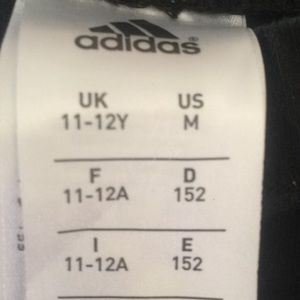 adidas
UK US
11-12Y M
F D
11-12A 152
I E
11-12A 152